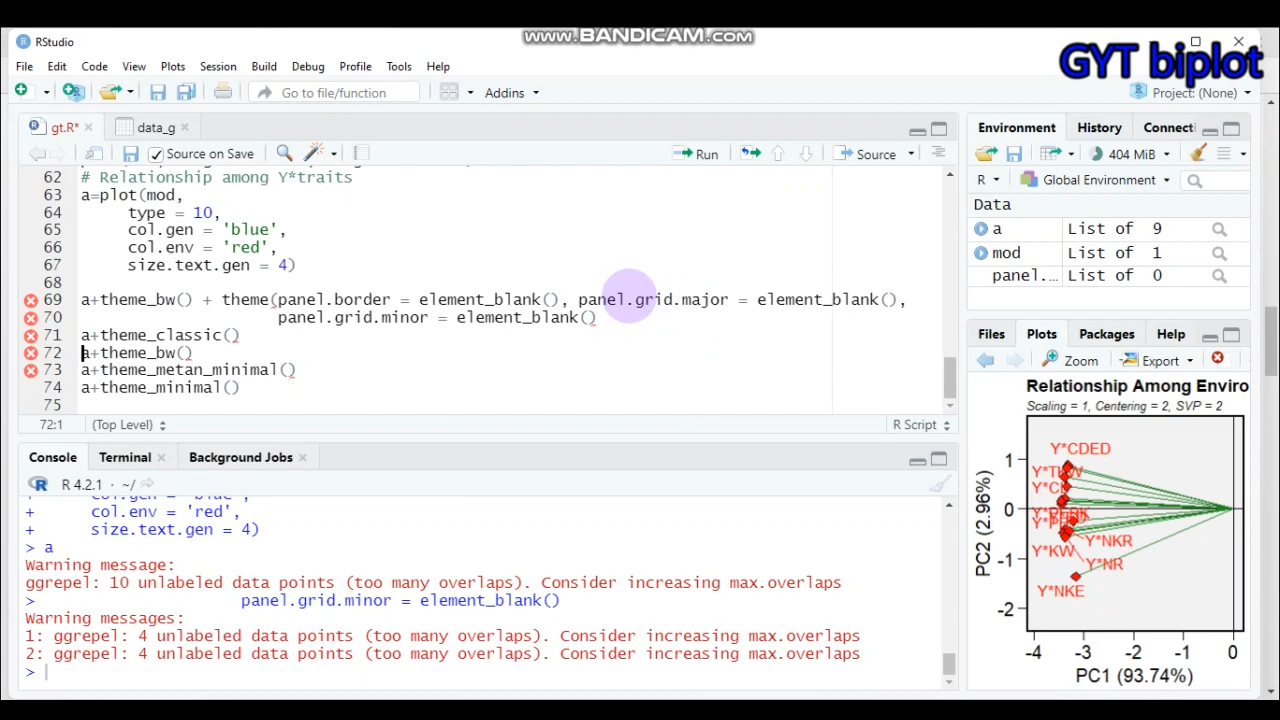 www.BANDICAM.com
RStudio
GYT biplot
File Edit Code View Plots Session Build Debug Profile Tools Help
Go to file/function Addins Project: (None)
gt.R* data_g
Source on Save Run Source
62 # Relationship among Y*traits
63 a=plot(mod,
64 type = 10,
65 col.gen = 'blue',
66 col.env = 'red',
67 size.text.gen = 4)
68
69 a+theme_bw() + theme(panel.border = element_blank(), panel.grid.major = element_blank(),
70 panel.grid.minor = element_blank()
71 a+theme_classic()
72 a+theme_bw()
73 a+theme_metan_minimal()
74 a+theme_minimal()
75
72:1 (Top Level) R Script
Console Terminal Background Jobs
R 4.2.1 · ~/
+ col.gen = 'blue',
+ col.env = 'red',
+ size.text.gen = 4)
> a
Warning message:
ggrepel: 10 unlabeled data points (too many overlaps). Consider increasing max.overlaps
> panel.grid.minor = element_blank()
Warning messages:
1: ggrepel: 4 unlabeled data points (too many overlaps). Consider increasing max.overlaps
2: ggrepel: 4 unlabeled data points (too many overlaps). Consider increasing max.overlaps
>
Environment History Connecti
404 MiB
R Global Environment
Data
a List of 9
mod List of 1
panel.… List of 0
Files Plots Packages Help
Zoom Export
Relationship Among Enviro
Scaling = 1, Centering = 2, SVP = 2
Y*CDED
Y*NKR
Y*KW
Y*NR
Y*NKE
PC2 (2.96%)
1
0
-1
-2
-4 -3 -2 -1 0
PC1 (93.74%)